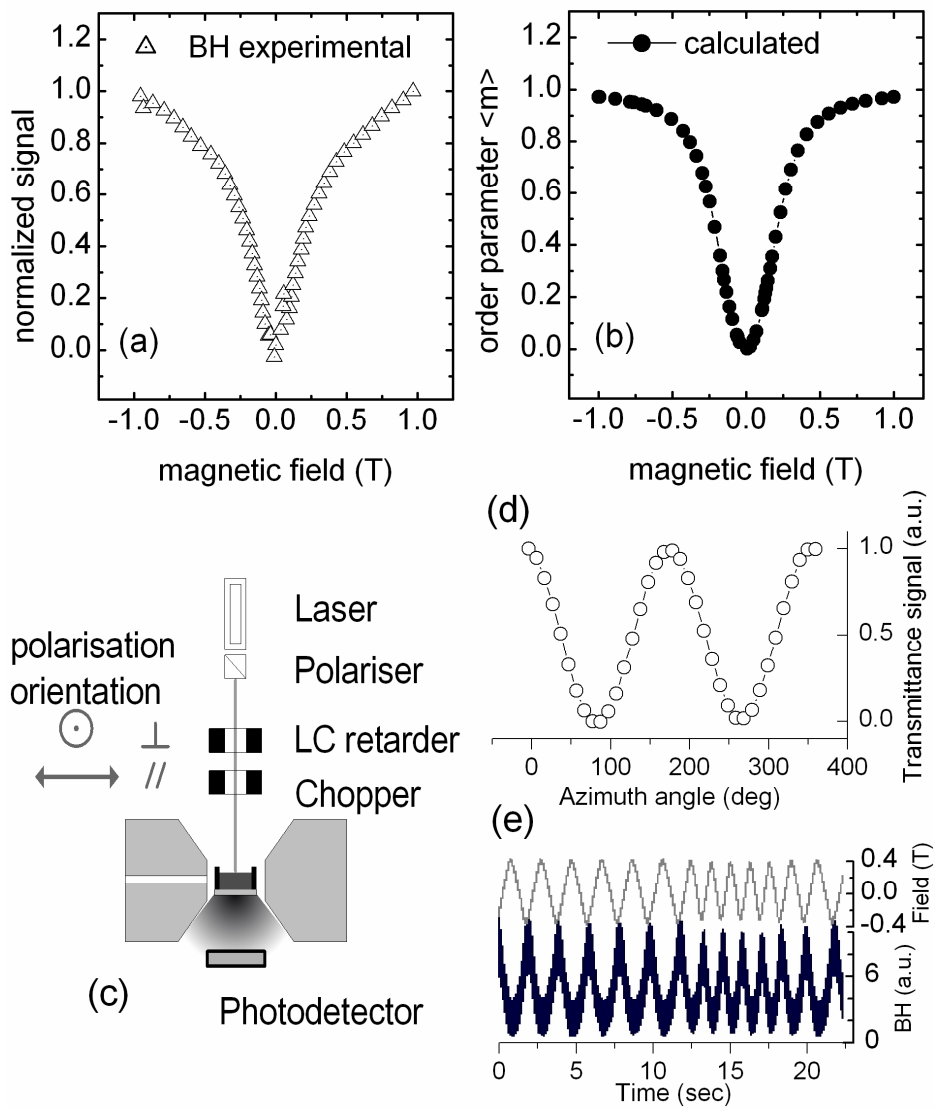 1.2
1.0
0.8
0.6
0.4
0.2
0.0
normalized signal
BH experimental
(a)
-1.0 -0.5 0.0 0.5 1.0
magnetic field (T)
1.2
1.0
0.8
0.6
0.4
0.2
0.0
order parameter <m>
calculated
(b)
-1.0 -0.5 0.0 0.5 1.0
magnetic field (T)
polarisation
orientation
⊥
//
Laser
Polariser
LC retarder
Chopper
(c)
Photodetector
(d)
1.0
0.5
0.0
Transmittance signal (a.u.)
0 100 200 300 400
Azimuth angle (deg)
(e)
0.4
0.0
-0.4
Field (T)
6
0
BH (a.u.)
0 5 10 15 20
Time (sec)